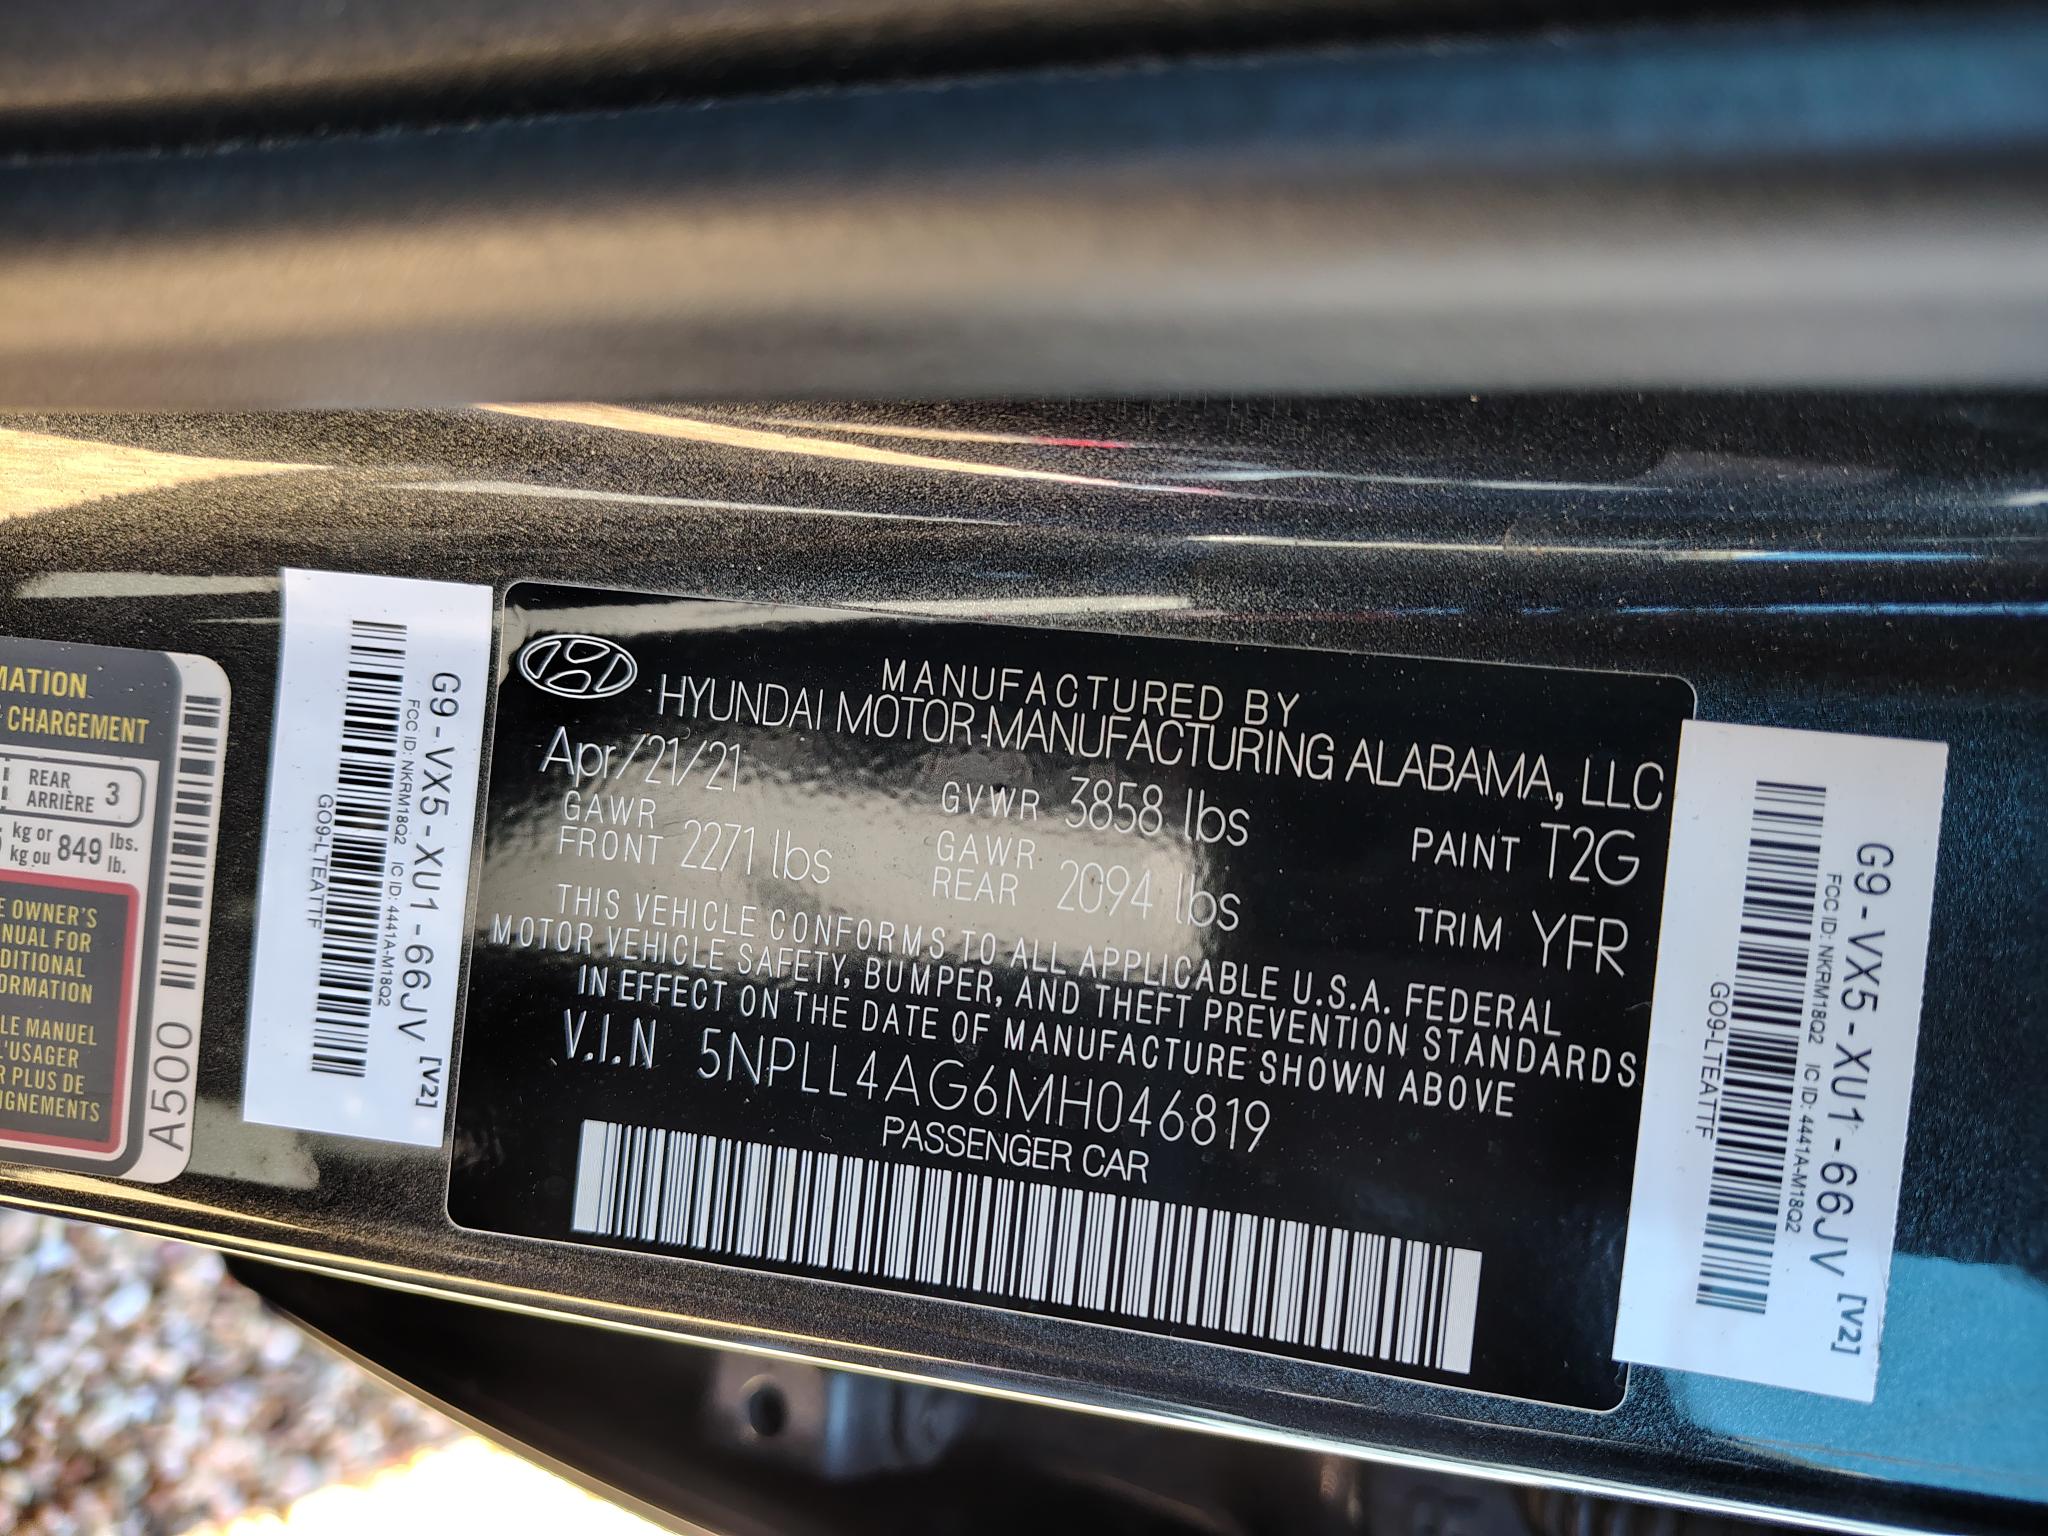 MATION
CHARGEMENT
REAR
ARRIÈRE 3
kg or 849 lbs.
kg ou lb.
OWNER'S
NUAL FOR
DITIONAL
ORMATION
LE MANUEL
L'USAGER
R PLUS DE
IGNEMENTS
A500
G9-VX5-XU1-66JV [V2]
FCC ID: NKRM18Q2 IC ID: 4441A-M18Q2
GO9-LTEATTF
MANUFACTURED BY
HYUNDAI MOTOR MANUFACTURING ALABAMA, LLC
Apr/21/21 GVWR 3858 lbs PAINT T2G
GAWR FRONT 2271 lbs GAWR REAR 2094 lbs TRIM YFR
THIS VEHICLE CONFORMS TO ALL APPLICABLE U.S.A. FEDERAL
MOTOR VEHICLE SAFETY, BUMPER, AND THEFT PREVENTION STANDARDS
IN EFFECT ON THE DATE OF MANUFACTURE SHOWN ABOVE
V.I.N 5NPLL4AG6MH046819
PASSENGER CAR
G9-VX5-XU1-66JV [V2]
FCC ID: NKRM18Q2 IC ID: 4441A-M18Q2
GO9-LTEATTF